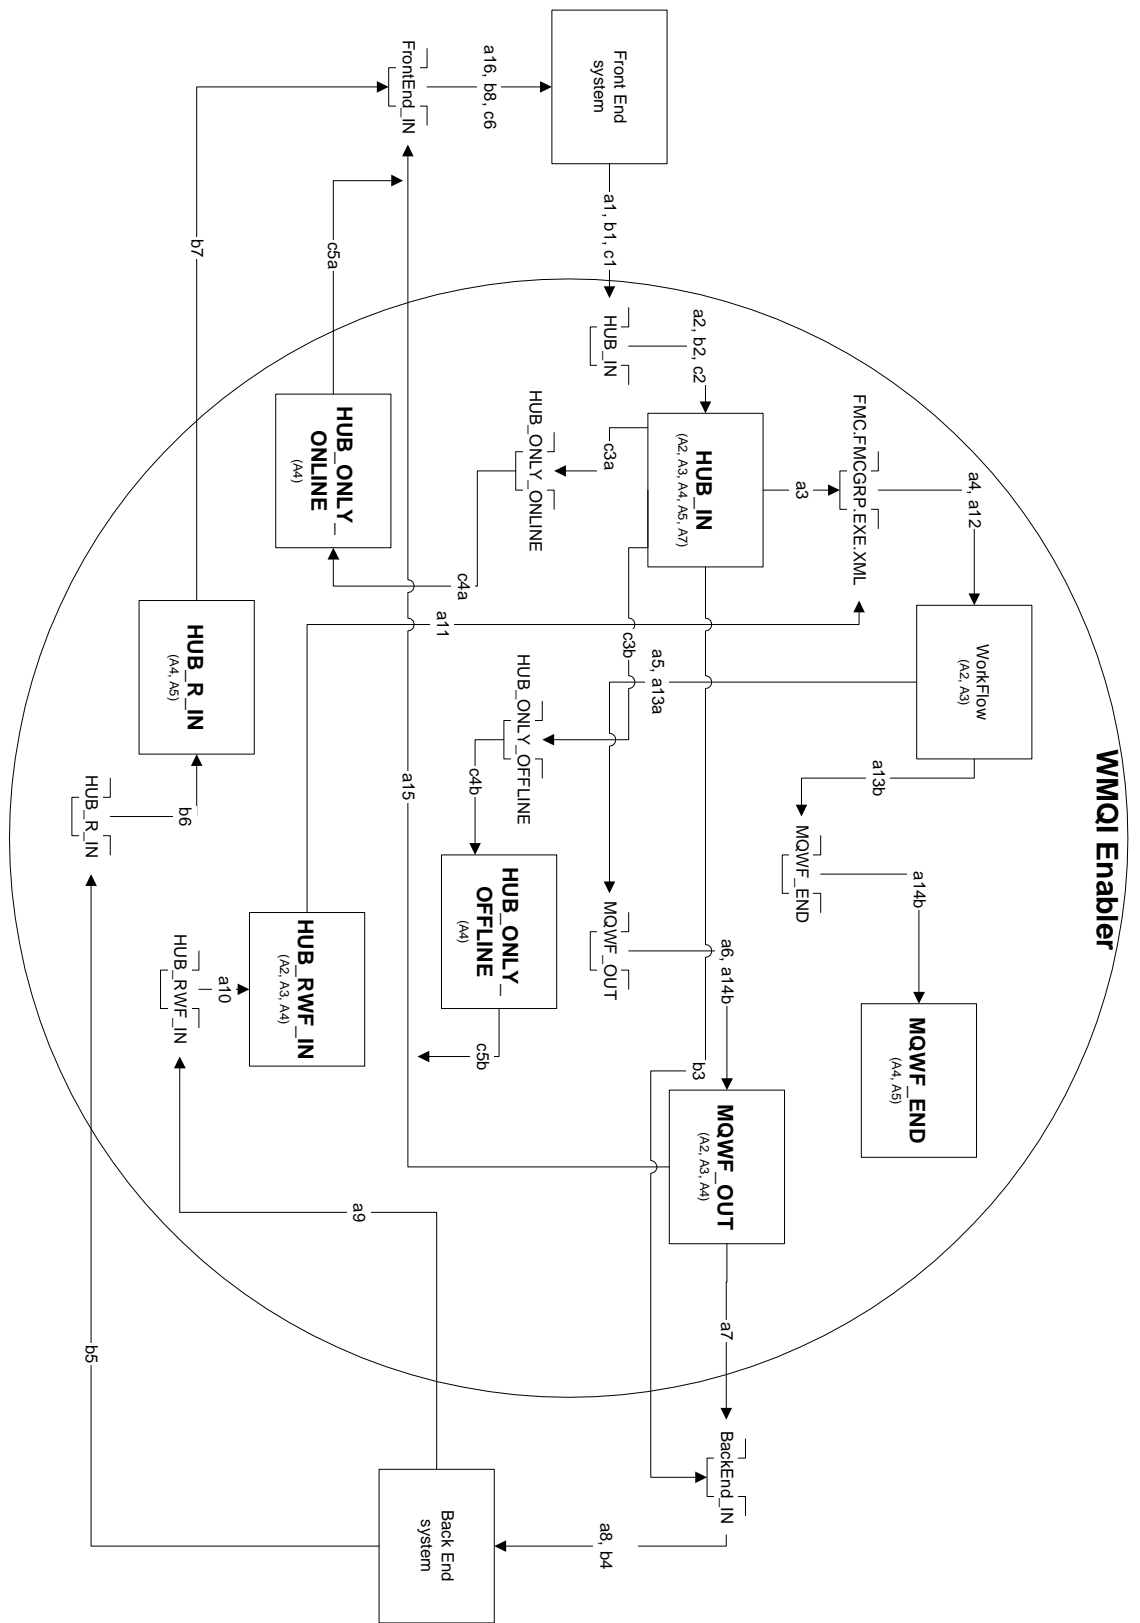 WMQI Enabler
Front End
system
a16, b8, c6
FrontEnd_IN
a1, b1, c1
b7
c5a
HUB_IN
a2, b2, c2
HUB_IN
(A2, A3, A4, A5, A7)
a3
FMC.FMCGRP.EXE.XML
a4, a12
WorkFlow
(A2, A3)
HUB_ONLY_ONLINE
c3a
HUB_ONLY_
ONLINE
(A4)
c4a
c3b
a11
a5, a13a
HUB_R_IN
(A4, A5)
HUB_ONLY_OFFLINE
a13b
a15
c4b
b6
HUB_R_IN
MQWF_END
a14b
HUB_ONLY_
OFFLINE
(A4)
MQWF_OUT
a6, a14b
HUB_RWF_IN
(A2, A3, A4)
a10
HUB_RWF_IN
c5b
b3
MQWF_END
(A4, A5)
MQWF_OUT
(A2, A3, A4)
a9
a7
b5
BackEnd_IN
a8, b4
Back End
system